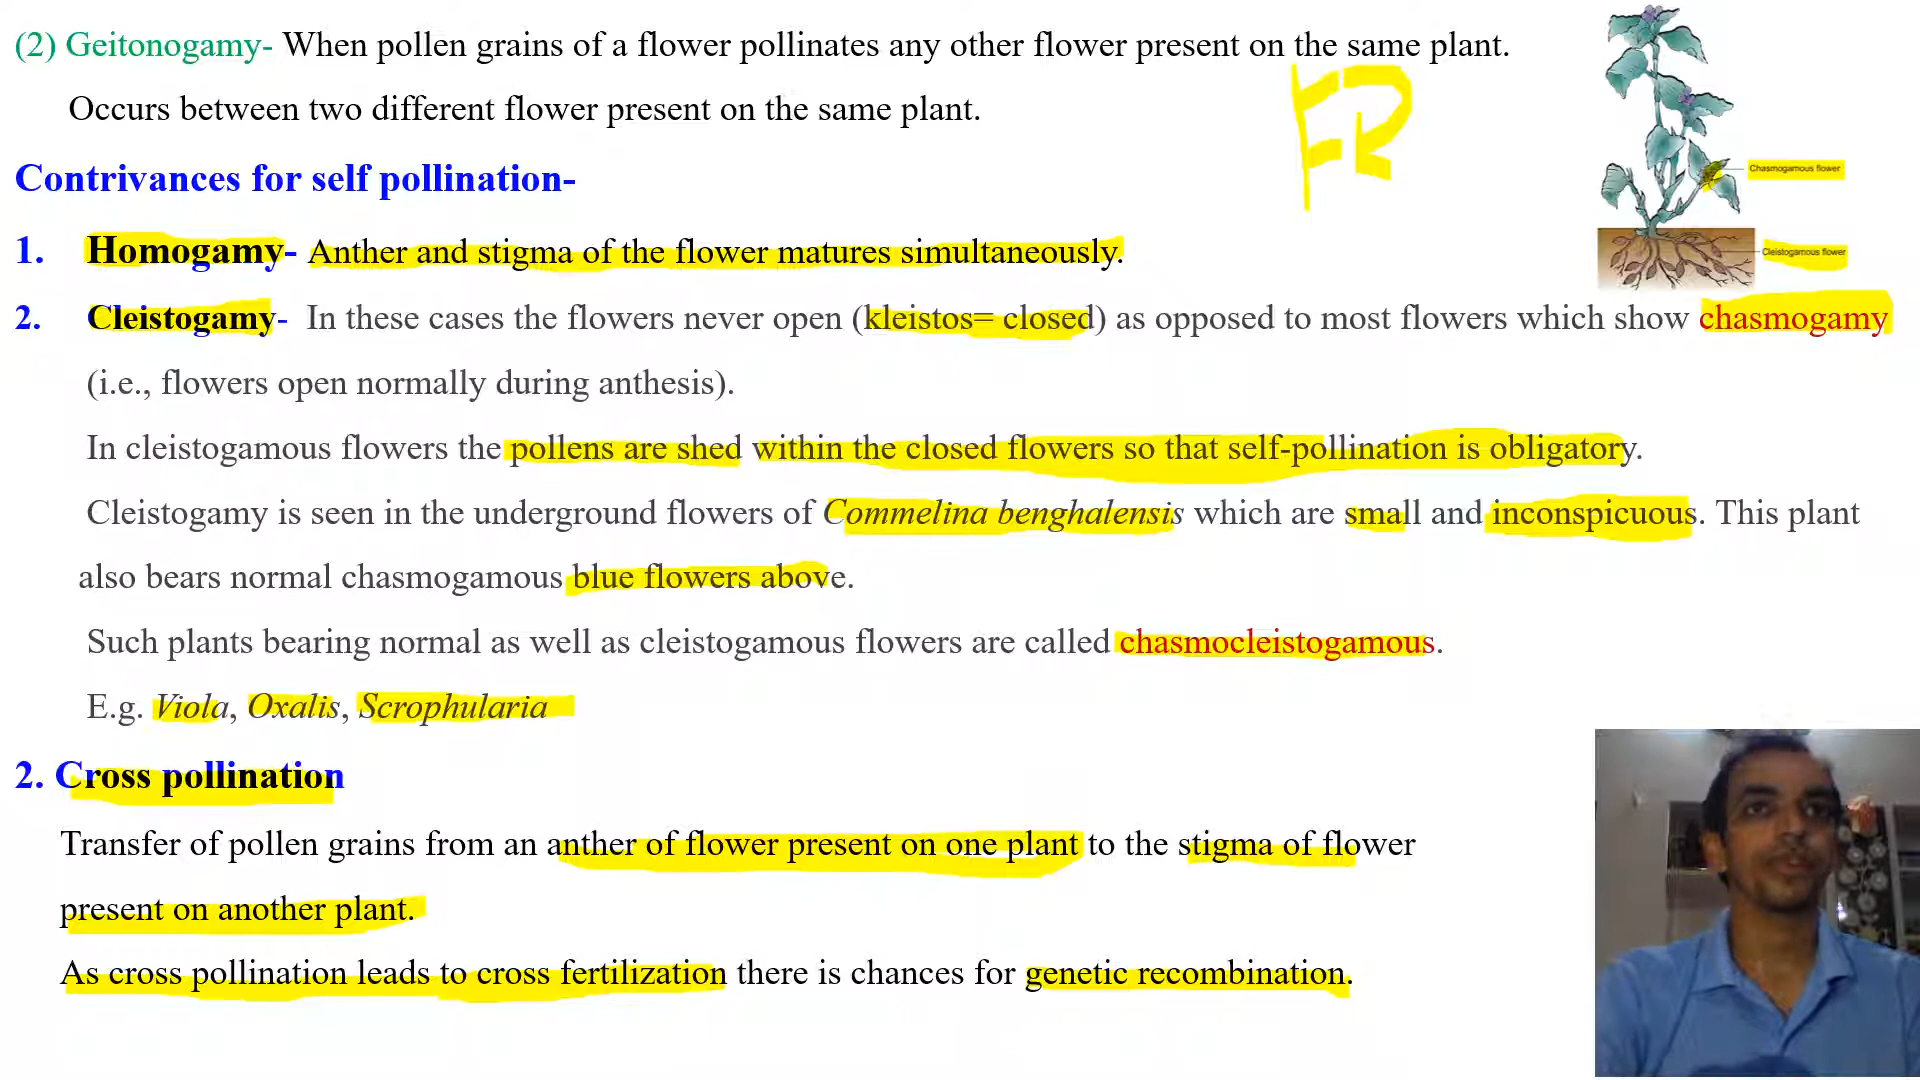 (2) Geitonogamy- When pollen grains of a flower pollinates any other flower present on the same plant.
Occurs between two different flower present on the same plant.
Contrivances for self pollination-
Chasmogamous flower
1. Homogamy- Anther and stigma of the flower matures simultaneously.
Cleistogamous flower
2. Cleistogamy- In these cases the flowers never open (kleistos= closed) as opposed to most flowers which show chasmogamy
(i.e., flowers open normally during anthesis).
In cleistogamous flowers the pollens are shed within the closed flowers so that self-pollination is obligatory.
Cleistogamy is seen in the underground flowers of Commelina benghalensis which are small and inconspicuous. This plant
also bears normal chasmogamous blue flowers above.
Such plants bearing normal as well as cleistogamous flowers are called chasmocleistogamous.
E.g. Viola, Oxalis, Scrophularia
2. Cross pollination
Transfer of pollen grains from an anther of flower present on one plant to the stigma of flower
present on another plant.
As cross pollination leads to cross fertilization there is chances for genetic recombination.